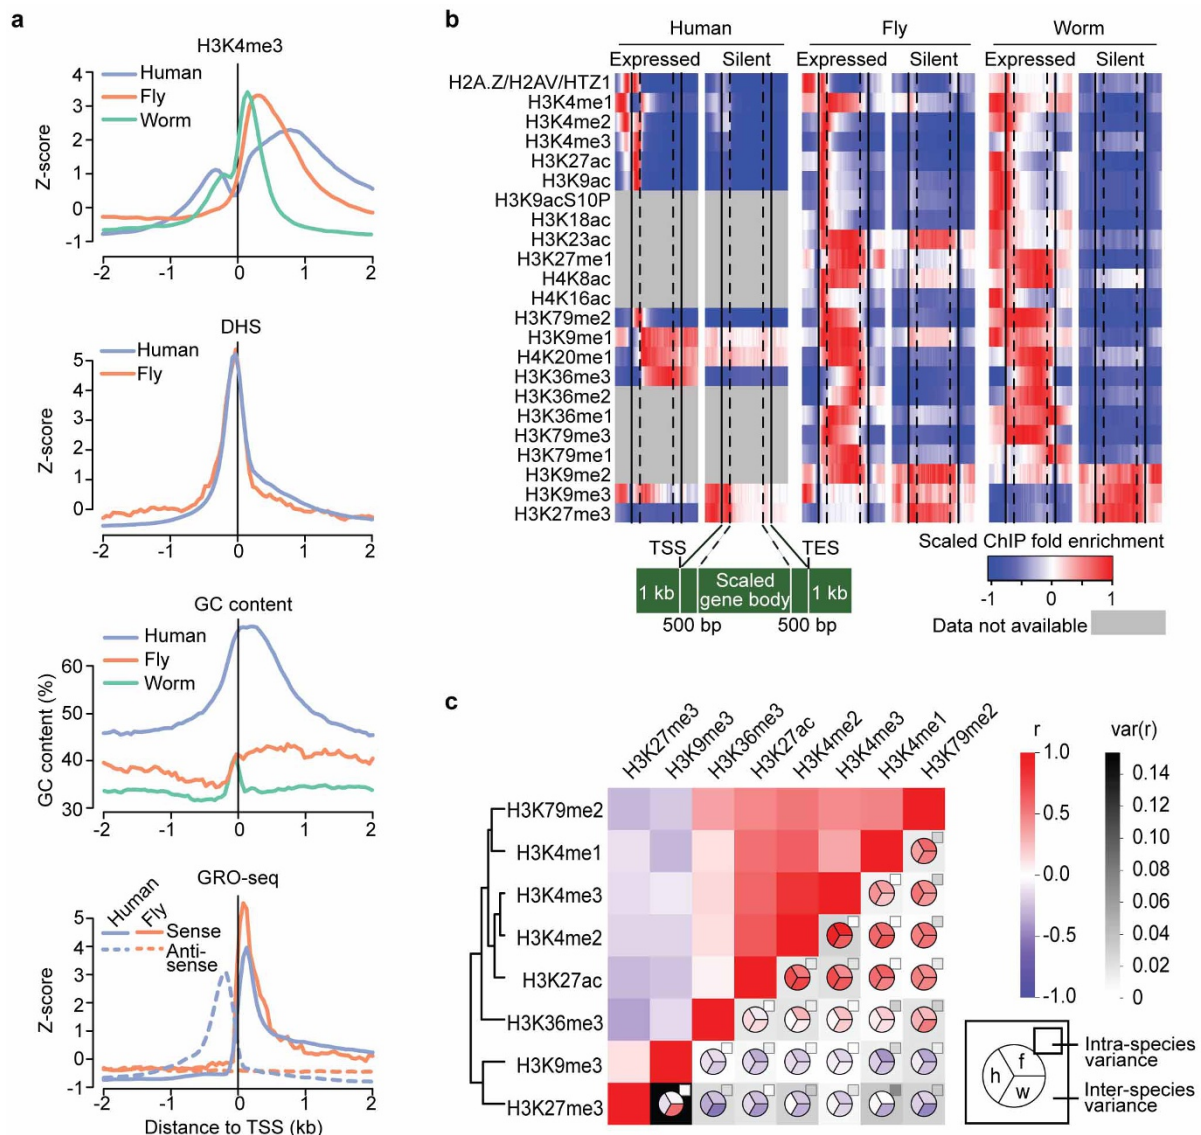 a
H3K4me3
Human
Fly
Worm
Z-score
4
3
2
1
0
-1
-2 -1 0 1 2
DHS
Human
Fly
Z-score
5
4
3
2
1
0
-2 -1 0 1 2
GC content
Human
Fly
Worm
GC content (%)
60
50
40
30
-2 -1 0 1 2
GRO-seq
Human Fly
Sense
Anti-
sense
Z-score
5
4
3
2
1
0
-1
-2 -1 0 1 2
Distance to TSS (kb)
b
Human Fly Worm
Expressed Silent Expressed Silent Expressed Silent
H2A.Z/H2AV/HTZ1
H3K4me1
H3K4me2
H3K4me3
H3K27ac
H3K9ac
H3K9acS10P
H3K18ac
H3K23ac
H3K27me1
H4K8ac
H4K16ac
H3K79me2
H3K9me1
H4K20me1
H3K36me3
H3K36me2
H3K36me1
H3K79me3
H3K79me1
H3K9me2
H3K9me3
H3K27me3
TSS TES
1 kb Scaled gene body 1 kb
500 bp 500 bp
Scaled ChIP fold enrichment
-1 0 1
Data not available
c
H3K27me3 H3K9me3 H3K36me3 H3K27ac H3K4me2 H3K4me3 H3K4me1 H3K79me2
H3K79me2
H3K4me1
H3K4me3
H3K4me2
H3K27ac
H3K36me3
H3K9me3
H3K27me3
r
1.0
0.5
0.0
-0.5
-1.0
var(r)
0.14
0.12
0.10
0.08
0.06
0.04
0.02
0
h f w
Intra-species
variance
Inter-species
variance